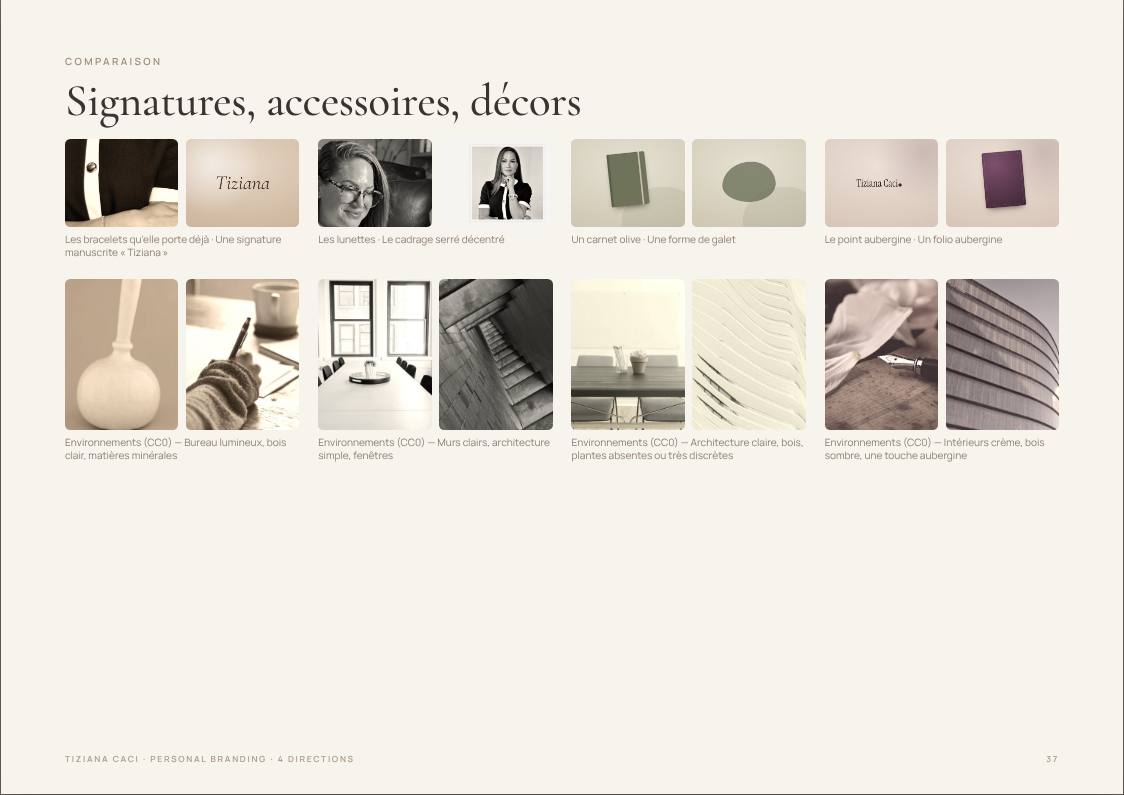 COMPARAISON
Signatures, accessoires, décors
Tiziana
Tiziana Caci
Les bracelets qu'elle porte déjà · Une signature
manuscrite « Tiziana »
Les lunettes · Le cadrage serré décentré
Un carnet olive · Une forme de galet
Le point aubergine · Un folio aubergine
Environnements (CC0) — Bureau lumineux, bois
clair, matières minérales
Environnements (CC0) — Murs clairs, architecture
simple, fenêtres
Environnements (CC0) — Architecture claire, bois,
plantes absentes ou très discrètes
Environnements (CC0) — Intérieurs crème, bois
sombre, une touche aubergine
TIZIANA CACI · PERSONAL BRANDING · 4 DIRECTIONS
37